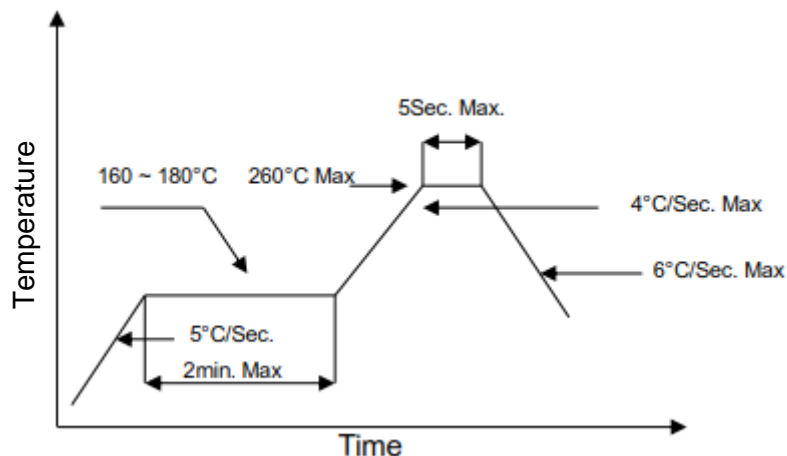 5Sec. Max.
160 ~ 180°C
260°C Max
4°C/Sec. Max
6°C/Sec. Max
Temperature
5°C/Sec.
2min. Max
Time